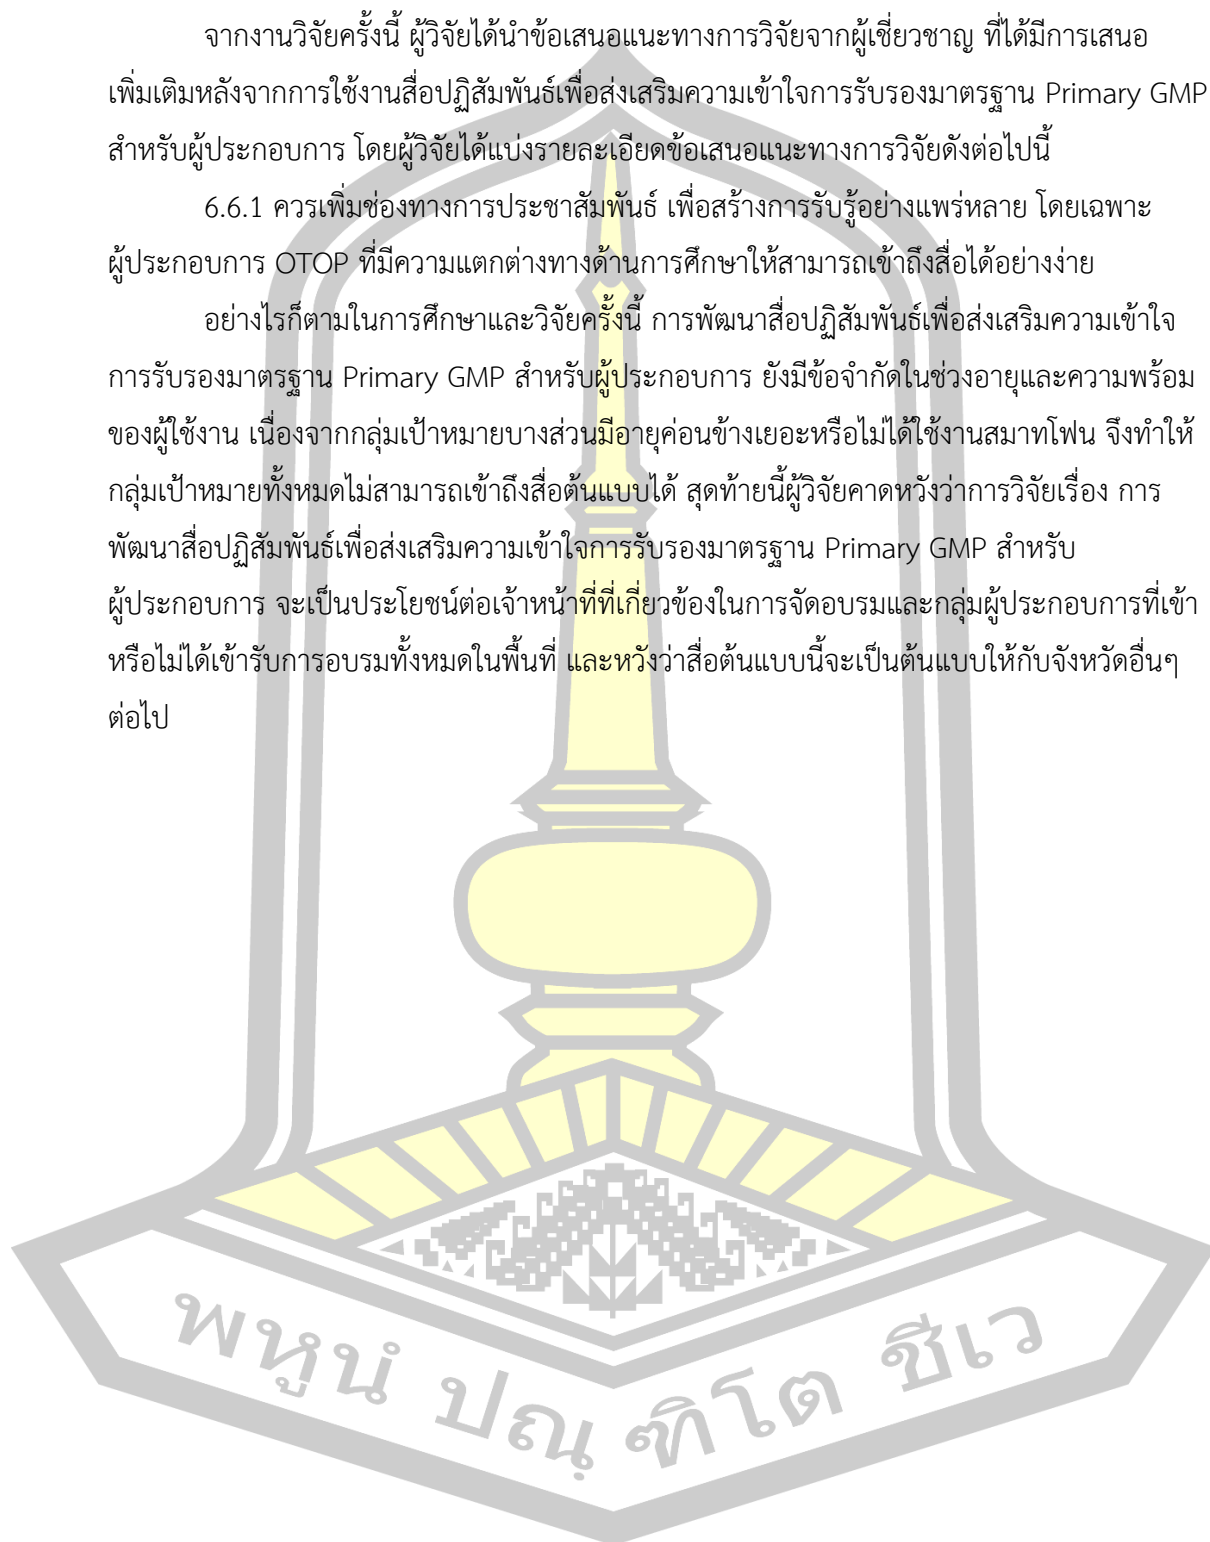 จากงานวิจัยครั้งนี้ ผู้วิจัยได้นำข้อเสนอแนะทางการวิจัยจากผู้เชี่ยวชาญ ที่ได้มีการเสนอ
เพิ่มเติมหลังจากการใช้งานสื่อปฏิสัมพันธ์เพื่อส่งเสริมความเข้าใจการรับรองมาตรฐาน Primary GMP
สำหรับผู้ประกอบการ โดยผู้วิจัยได้แบ่งรายละเอียดข้อเสนอแนะทางการวิจัยดังต่อไปนี้
6.6.1 ควรเพิ่มช่องทางการประชาสัมพันธ์ เพื่อสร้างการรับรู้อย่างแพร่หลาย โดยเฉพาะ
ผู้ประกอบการ OTOP ที่มีความแตกต่างทางด้านการศึกษาให้สามารถเข้าถึงสื่อได้อย่างง่าย
อย่างไรก็ตามในการศึกษาและวิจัยครั้งนี้ การพัฒนาสื่อปฏิสัมพันธ์เพื่อส่งเสริมความเข้าใจ
การรับรองมาตรฐาน Primary GMP สำหรับผู้ประกอบการ ยังมีข้อจำกัดในช่วงอายุและความพร้อม
ของผู้ใช้งาน เนื่องจากกลุ่มเป้าหมายบางส่วนมีอายุค่อนข้างเยอะหรือไม่ได้ใช้งานสมาทโฟน จึงทำให้
กลุ่มเป้าหมายทั้งหมดไม่สามารถเข้าถึงสื่อต้นแบบได้ สุดท้ายนี้ผู้วิจัยคาดหวังว่าการวิจัยเรื่อง การ
พัฒนาสื่อปฏิสัมพันธ์เพื่อส่งเสริมความเข้าใจการรับรองมาตรฐาน Primary GMP สำหรับ
ผู้ประกอบการ จะเป็นประโยชน์ต่อเจ้าหน้าที่ที่เกี่ยวข้องในการจัดอบรมและกลุ่มผู้ประกอบการที่เข้า
หรือไม่ได้เข้ารับการอบรมทั้งหมดในพื้นที่ และหวังว่าสื่อต้นแบบนี้จะเป็นต้นแบบให้กับจังหวัดอื่นๆ
ต่อไป
พหูนํ ปณฺฑิโต ชีเว